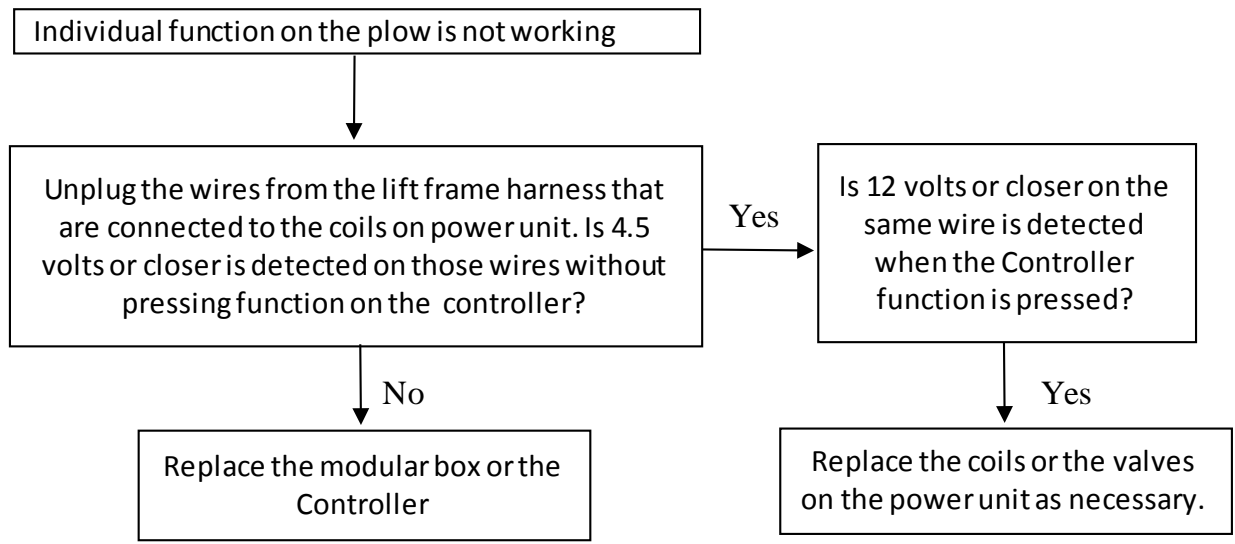 Individual function on the plow is not working
Unplug the wires from the lift frame harness that
are connected to the coils on power unit. Is 4.5
volts or closer is detected on those wires without
pressing function on the controller?
Yes
Is 12 volts or closer on the
same wire is detected
when the Controller
function is pressed?
No
Yes
Replace the modular box or the
Controller
Replace the coils or the valves
on the power unit as necessary.